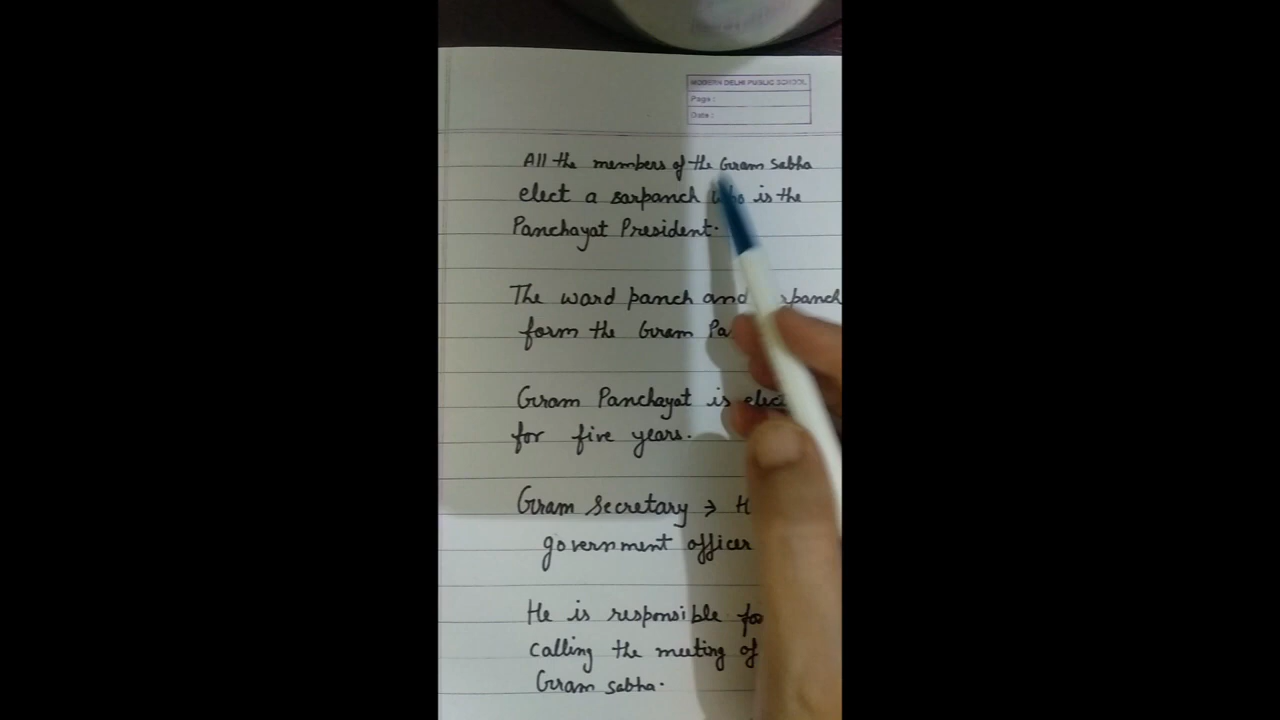 MODERN DELHI PUBLIC SCHOOL
Page :
Date :
All the members of the Gram Sabha
elect a sarpanch who is the
Panchayat President.
The ward panch and
form the Gram
Gram Panchayat is
for five years.
Gram Secretary →
government officer
He is responsible for
calling the meeting of
Gram sabha.